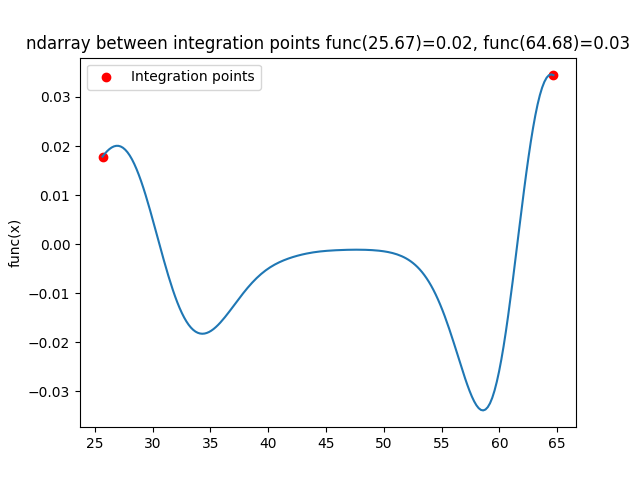 ndarray between integration points func(25.67)=0.02, func(64.68)=0.03
Integration points
func(x)
0.03
0.02
0.01
0.00
−0.01
−0.02
−0.03
25 30 35 40 45 50 55 60 65